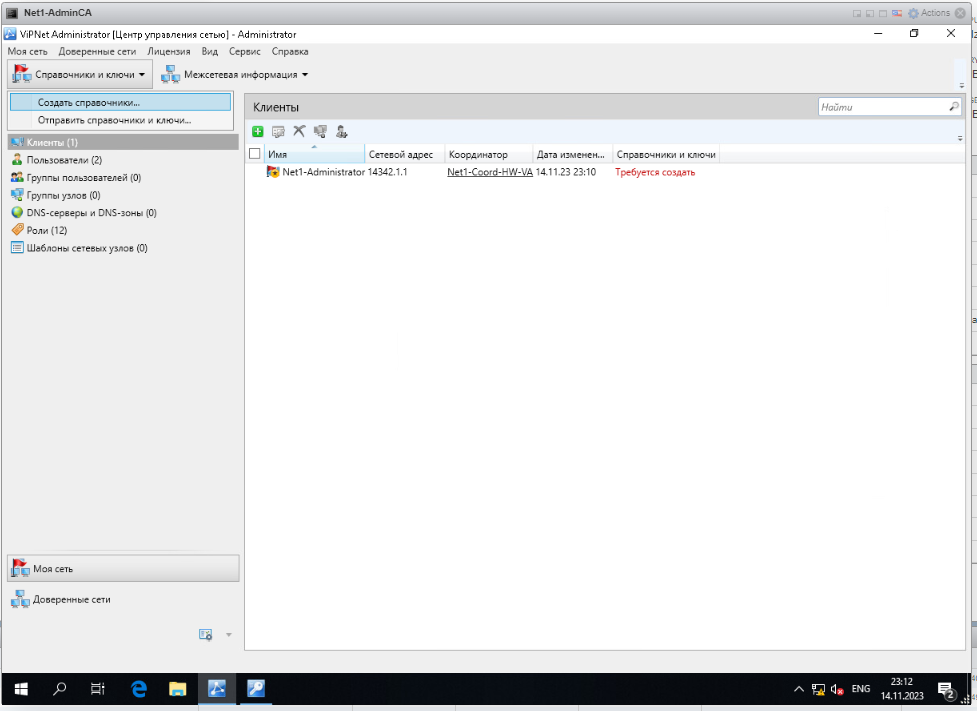 Net1-AdminCA
Actions
ViPNet Administrator [Центр управления сетью] - Administrator
Моя сеть Доверенные сети Лицензия Вид Сервис Справка
Справочники и ключи Межсетевая информация
Создать справочники...
Отправить справочники и ключи...
Клиенты (1)
Пользователи (2)
Группы пользователей (0)
Группы узлов (0)
DNS-серверы и DNS-зоны (0)
Роли (12)
Шаблоны сетевых узлов (0)
Клиенты
Найти
Имя Сетевой адрес Координатор Дата изменен... Справочники и ключи
Net1-Administrator 14342.1.1 Net1-Coord-HW-VA 14.11.23 23:10 Требуется создать
Моя сеть
Доверенные сети
ENG
23:12
14.11.2023
2